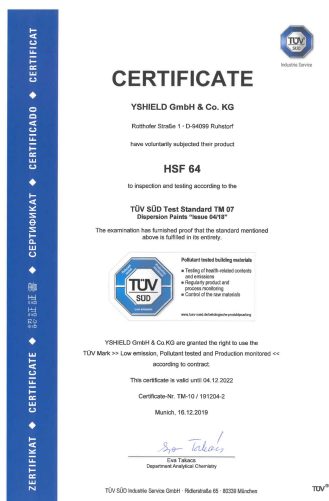 ZERTIFIKAT ◆ CERTIFICATE ◆ 認証証書 ◆ СЕРТИФИКАТ ◆ CERTIFICADO ◆ CERTIFICAT
TÜV
SÜD
Industrie Service
CERTIFICATE
YSHIELD GmbH & Co. KG
Rotthofer Straße 1 · D-94099 Ruhstorf
have voluntarily subjected their product
HSF 64
to inspection and testing according to the
TÜV SÜD Test Standard TM 07
Dispersion Paints "Issue 04/18"
The examination has furnished proof that the standard mentioned
above is fulfilled in its entirety.
TÜV
SÜD
Low emission
Pollutant tested building materials
■ Testing of health-related contents
and emissions
■ Regularly product and
process monitoring
■ Control of the raw materials
YSHIELD GmbH & Co.KG are granted the right to use the
TÜV Mark >> Low emission, Pollutant tested and Production monitored <<
according to contract.
This certificate is valid until 04.12.2022
Certificate-Nr. TM-10 / 191204-2
Munich, 16.12.2019
Eva Takacs
Department Analytical Chemistry
TÜV SÜD Industrie Service GmbH · Ridlerstraße 65 · 80339 München
TÜV®